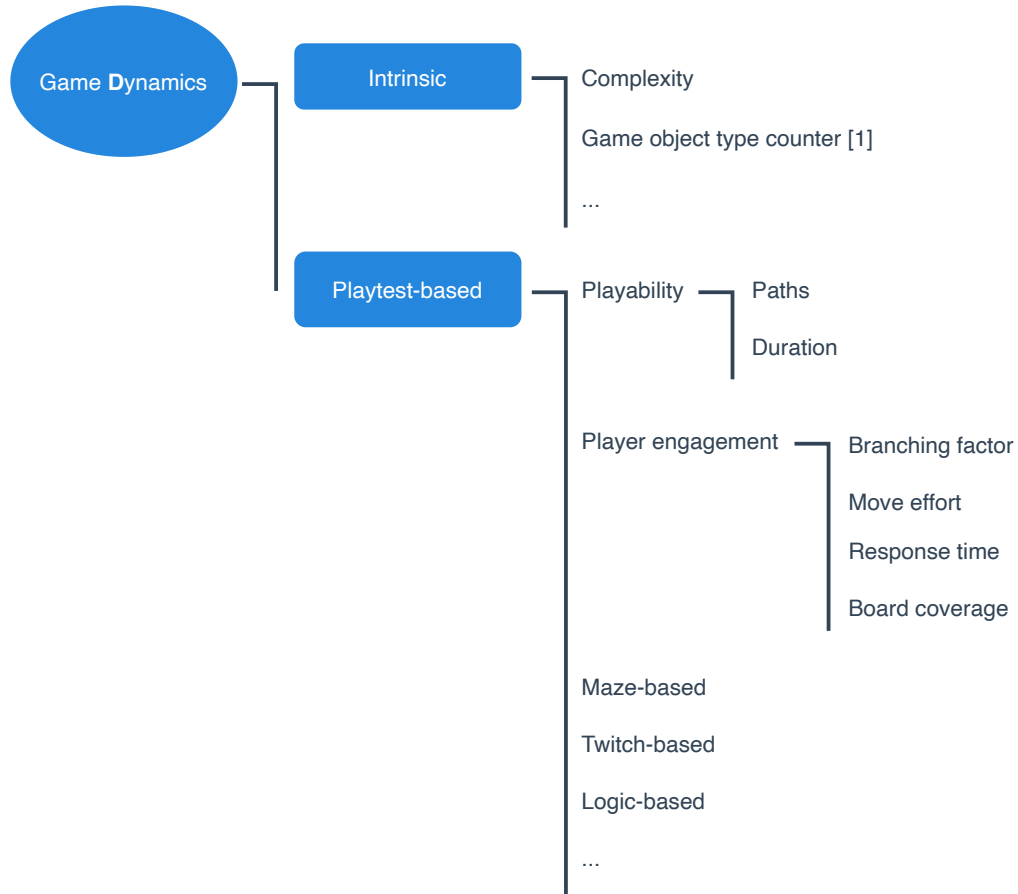 Game Dynamics
Intrinsic
Complexity
Game object type counter [1]
...
Playtest-based
Playability
Paths
Duration
Player engagement
Branching factor
Move effort
Response time
Board coverage
Maze-based
Twitch-based
Logic-based
...